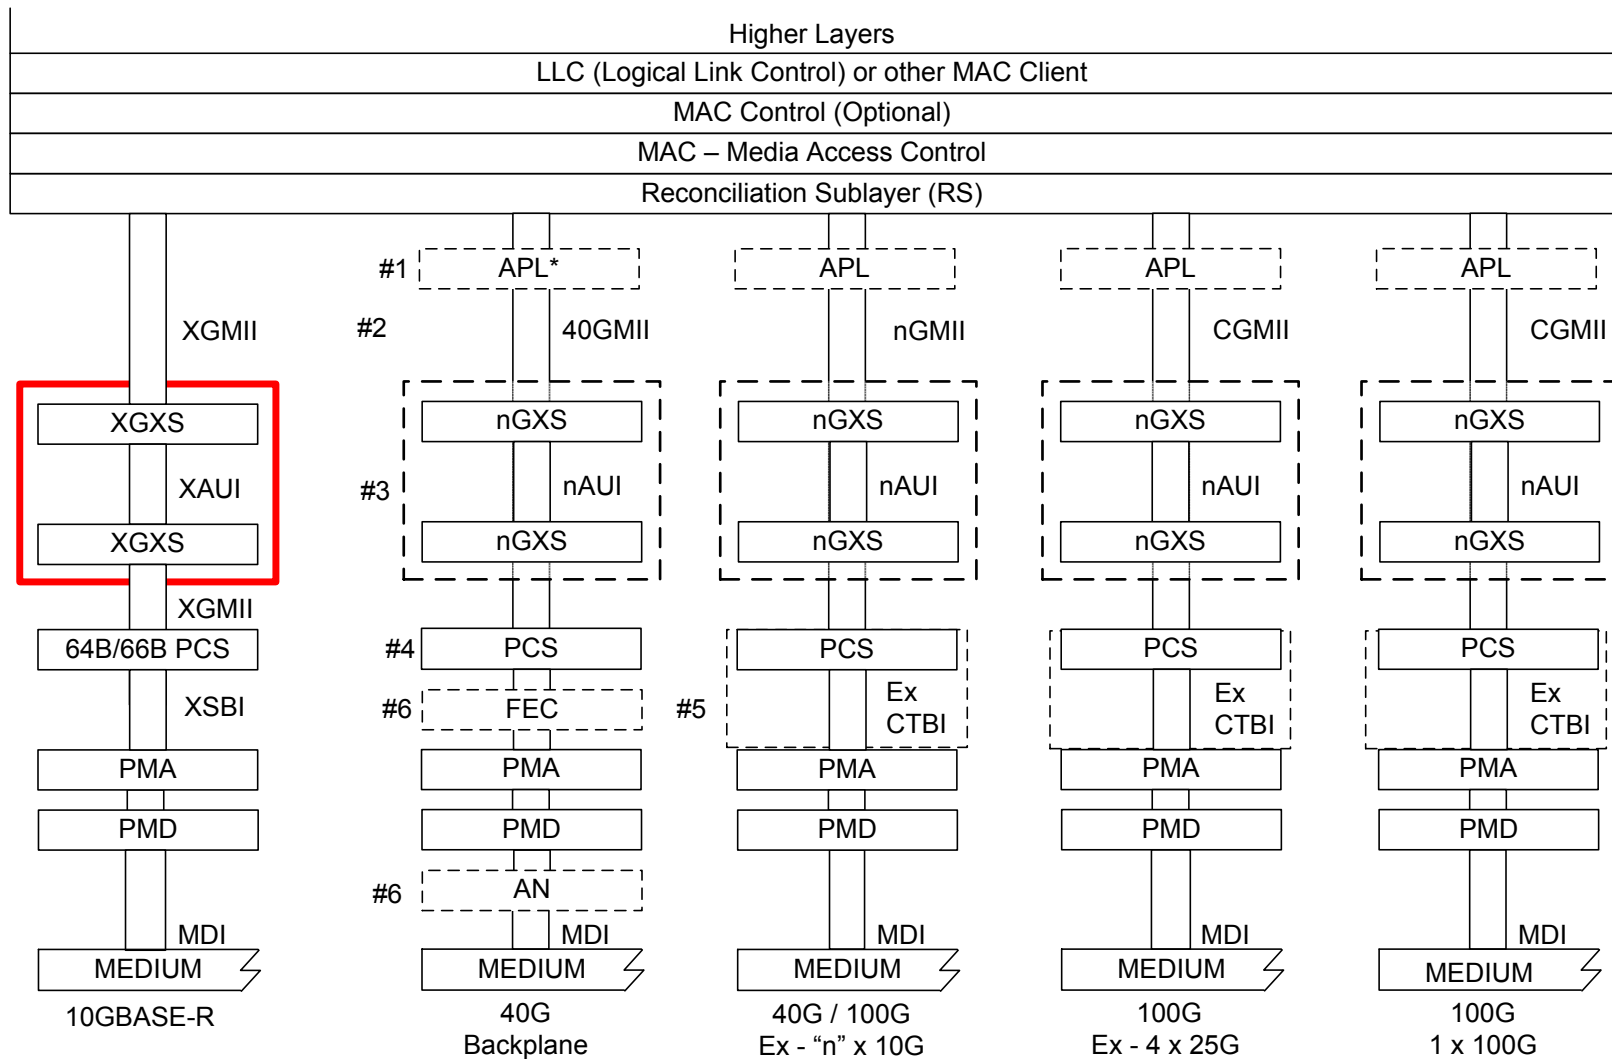 Higher Layers
LLC (Logical Link Control) or other MAC Client
MAC Control (Optional)
MAC – Media Access Control
Reconciliation Sublayer (RS)
#1 APL* APL APL APL
XGMII #2 40GMII nGMII CGMII CGMII
XGXS nGXS nGXS nGXS nGXS
XAUI #3 nAUI nAUI nAUI nAUI
XGXS nGXS nGXS nGXS nGXS
XGMII
64B/66B PCS #4 PCS PCS PCS PCS
XSBI #6 FEC #5 Ex Ex Ex
CTBI CTBI CTBI
PMA PMA PMA PMA PMA
PMD PMD PMD PMD PMD
#6 AN
MDI MDI MDI MDI MDI
MEDIUM MEDIUM MEDIUM MEDIUM MEDIUM
10GBASE-R 40G 40G / 100G 100G 100G
Backplane Ex - “n” x 10G Ex - 4 x 25G 1 x 100G